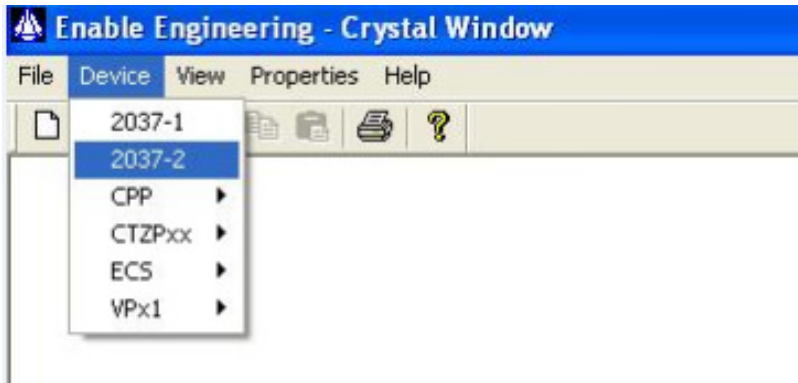 Enable Engineering - Crystal Window
File Device View Properties Help
2037-1
2037-2
CPP
CTZPxx
ECS
VPx1